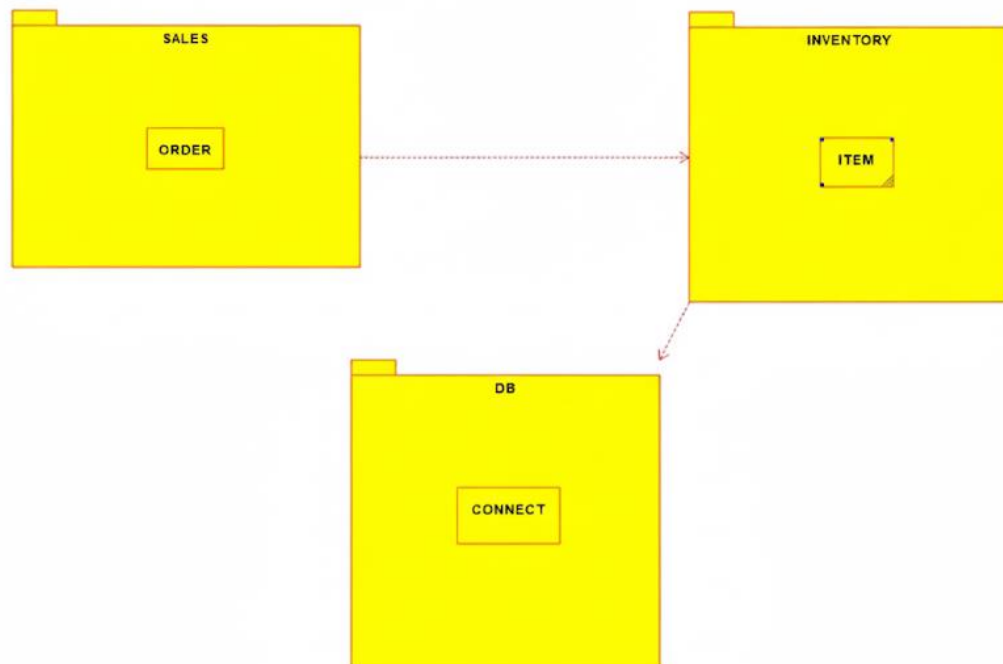 SALES
INVENTORY
ORDER
ITEM
DB
CONNECT